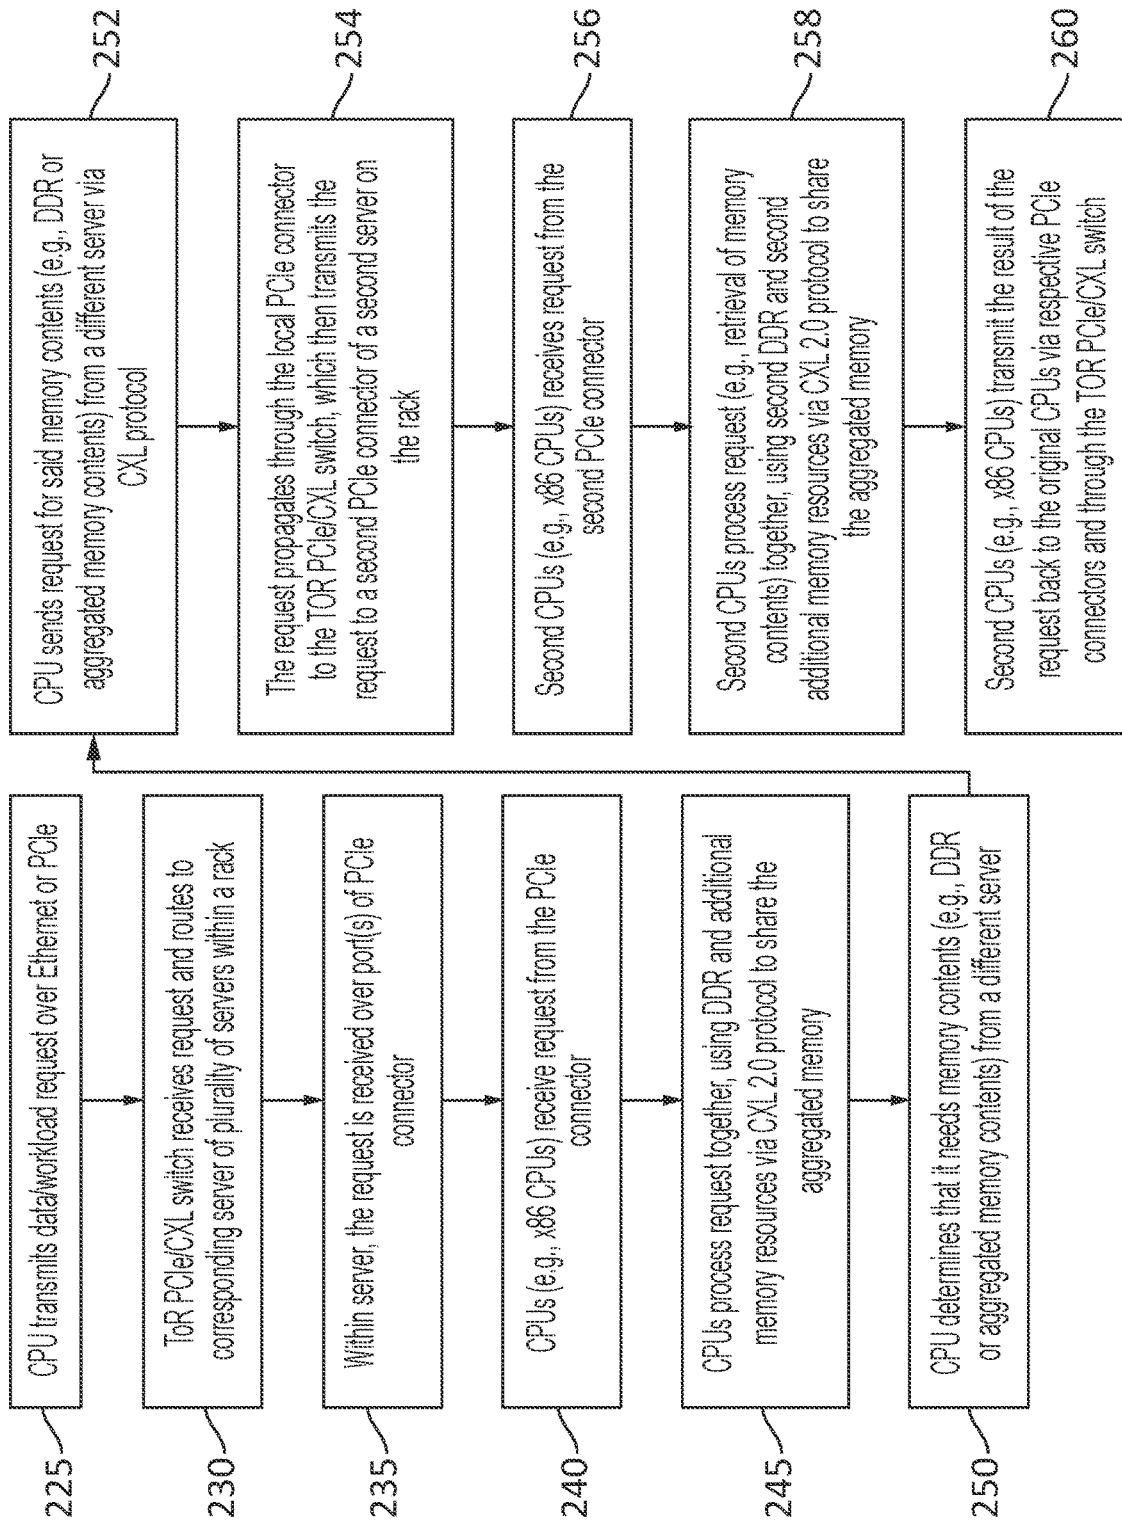 225
CPU transmits data/workload request over Ethernet or PCIe
230
ToR PCIe/CXL switch receives request and routes to
corresponding server of plurality of servers within a rack
235
Within server, the request is received over port(s) of PCIe
connector
240
CPUs (e.g., x86 CPUs) receive request from the PCIe
connector
245
CPUs process request together, using DDR and additional
memory resources via CXL 2.0 protocol to share the
aggregated memory
250
CPU determines that it needs memory contents (e.g., DDR
or aggregated memory contents) from a different server
252
CPU sends request for said memory contents (e.g., DDR or
aggregated memory contents) from a different server via
CXL protocol
254
The request propagates through the local PCIe connector
to the TOR PCIe/CXL switch, which then transmits the
request to a second PCIe connector of a second server on
the rack
256
Second CPUs (e.g., x86 CPUs) receives request from the
second PCIe connector
258
Second CPUs process request (e.g., retrieval of memory
contents) together, using second DDR and second
additional memory resources via CXL 2.0 protocol to share
the aggregated memory
260
Second CPUs (e.g., x86 CPUs) transmit the result of the
request back to the original CPUs via respective PCIe
connectors and through the TOR PCIe/CXL switch